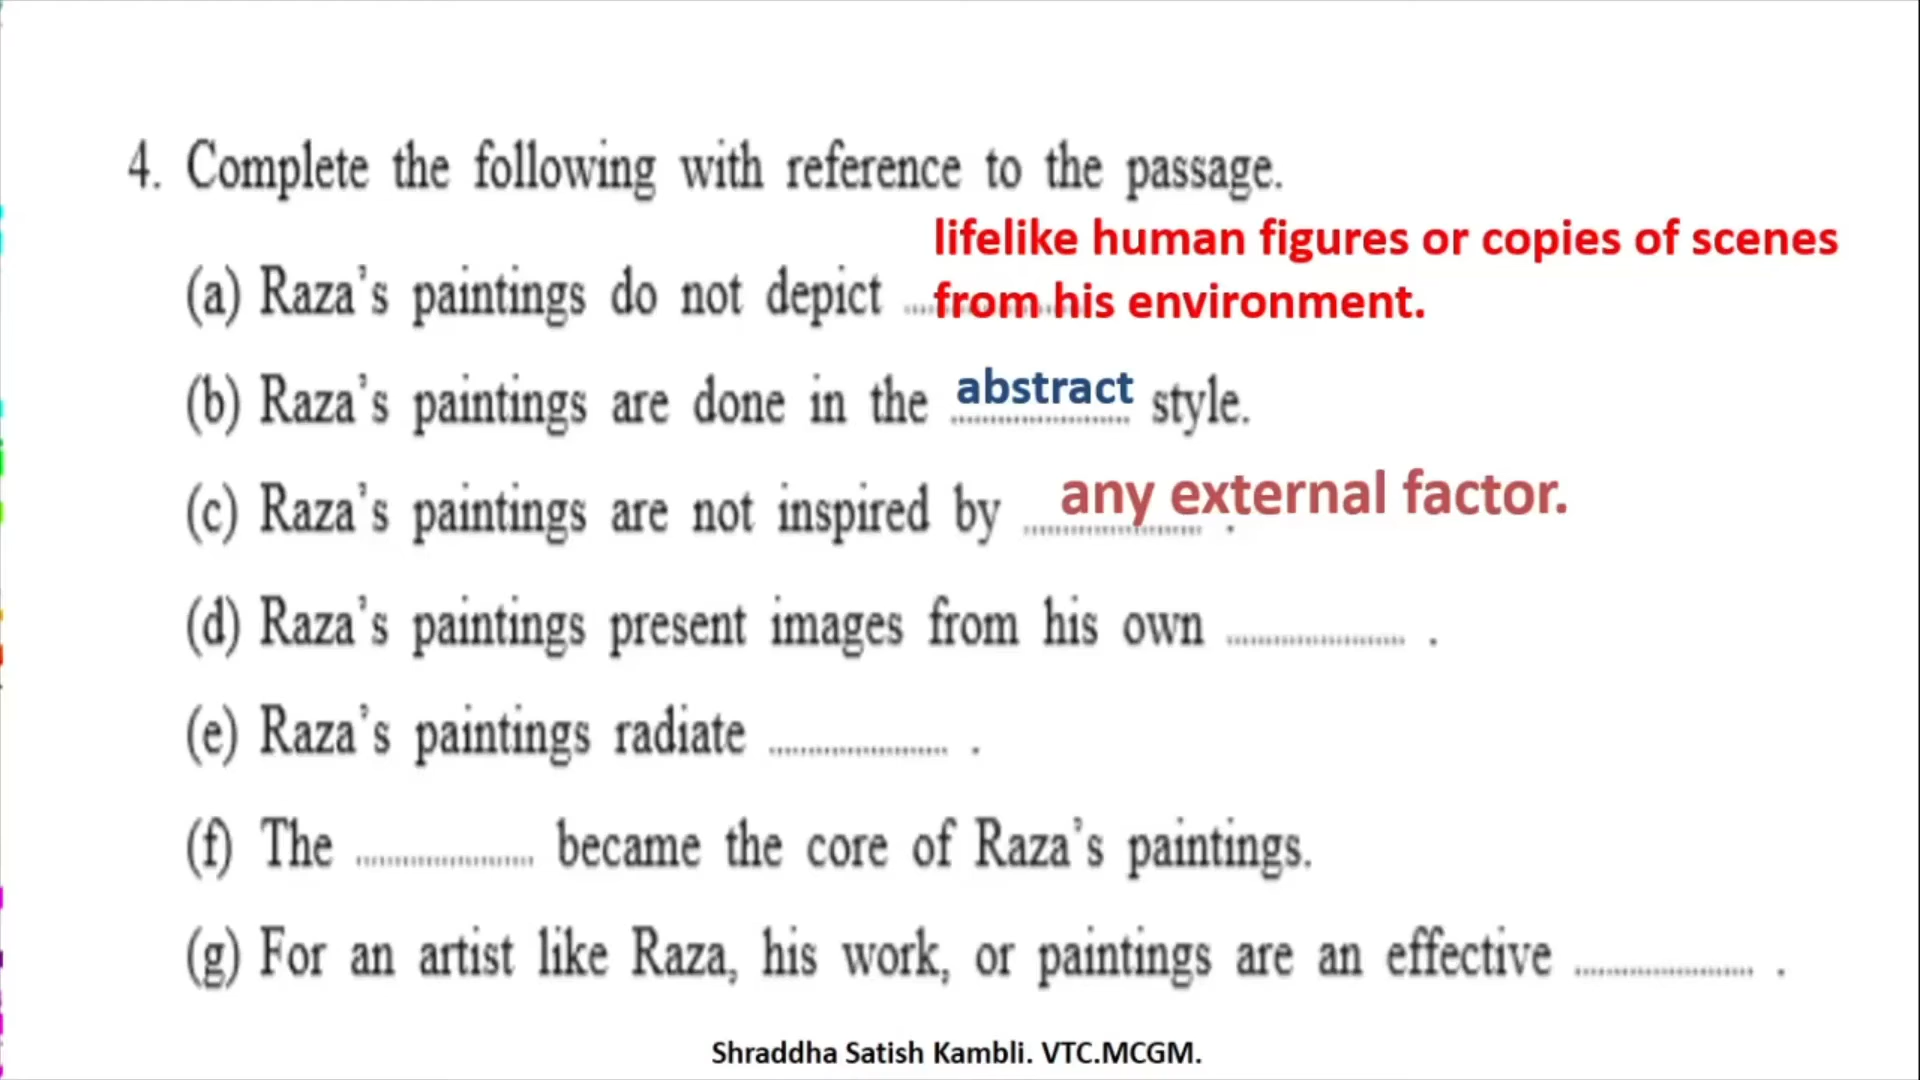 4. Complete the following with reference to the passage.
lifelike human figures or copies of scenes
(a) Raza's paintings do not depict .......... from his environment.
(b) Raza's paintings are done in the abstract style.
(c) Raza's paintings are not inspired by any external factor.
(d) Raza's paintings present images from his own .......... .
(e) Raza's paintings radiate .......... .
(f) The .......... became the core of Raza's paintings.
(g) For an artist like Raza, his work, or paintings are an effective .......... .
Shraddha Satish Kambli. VTC.MCGM.